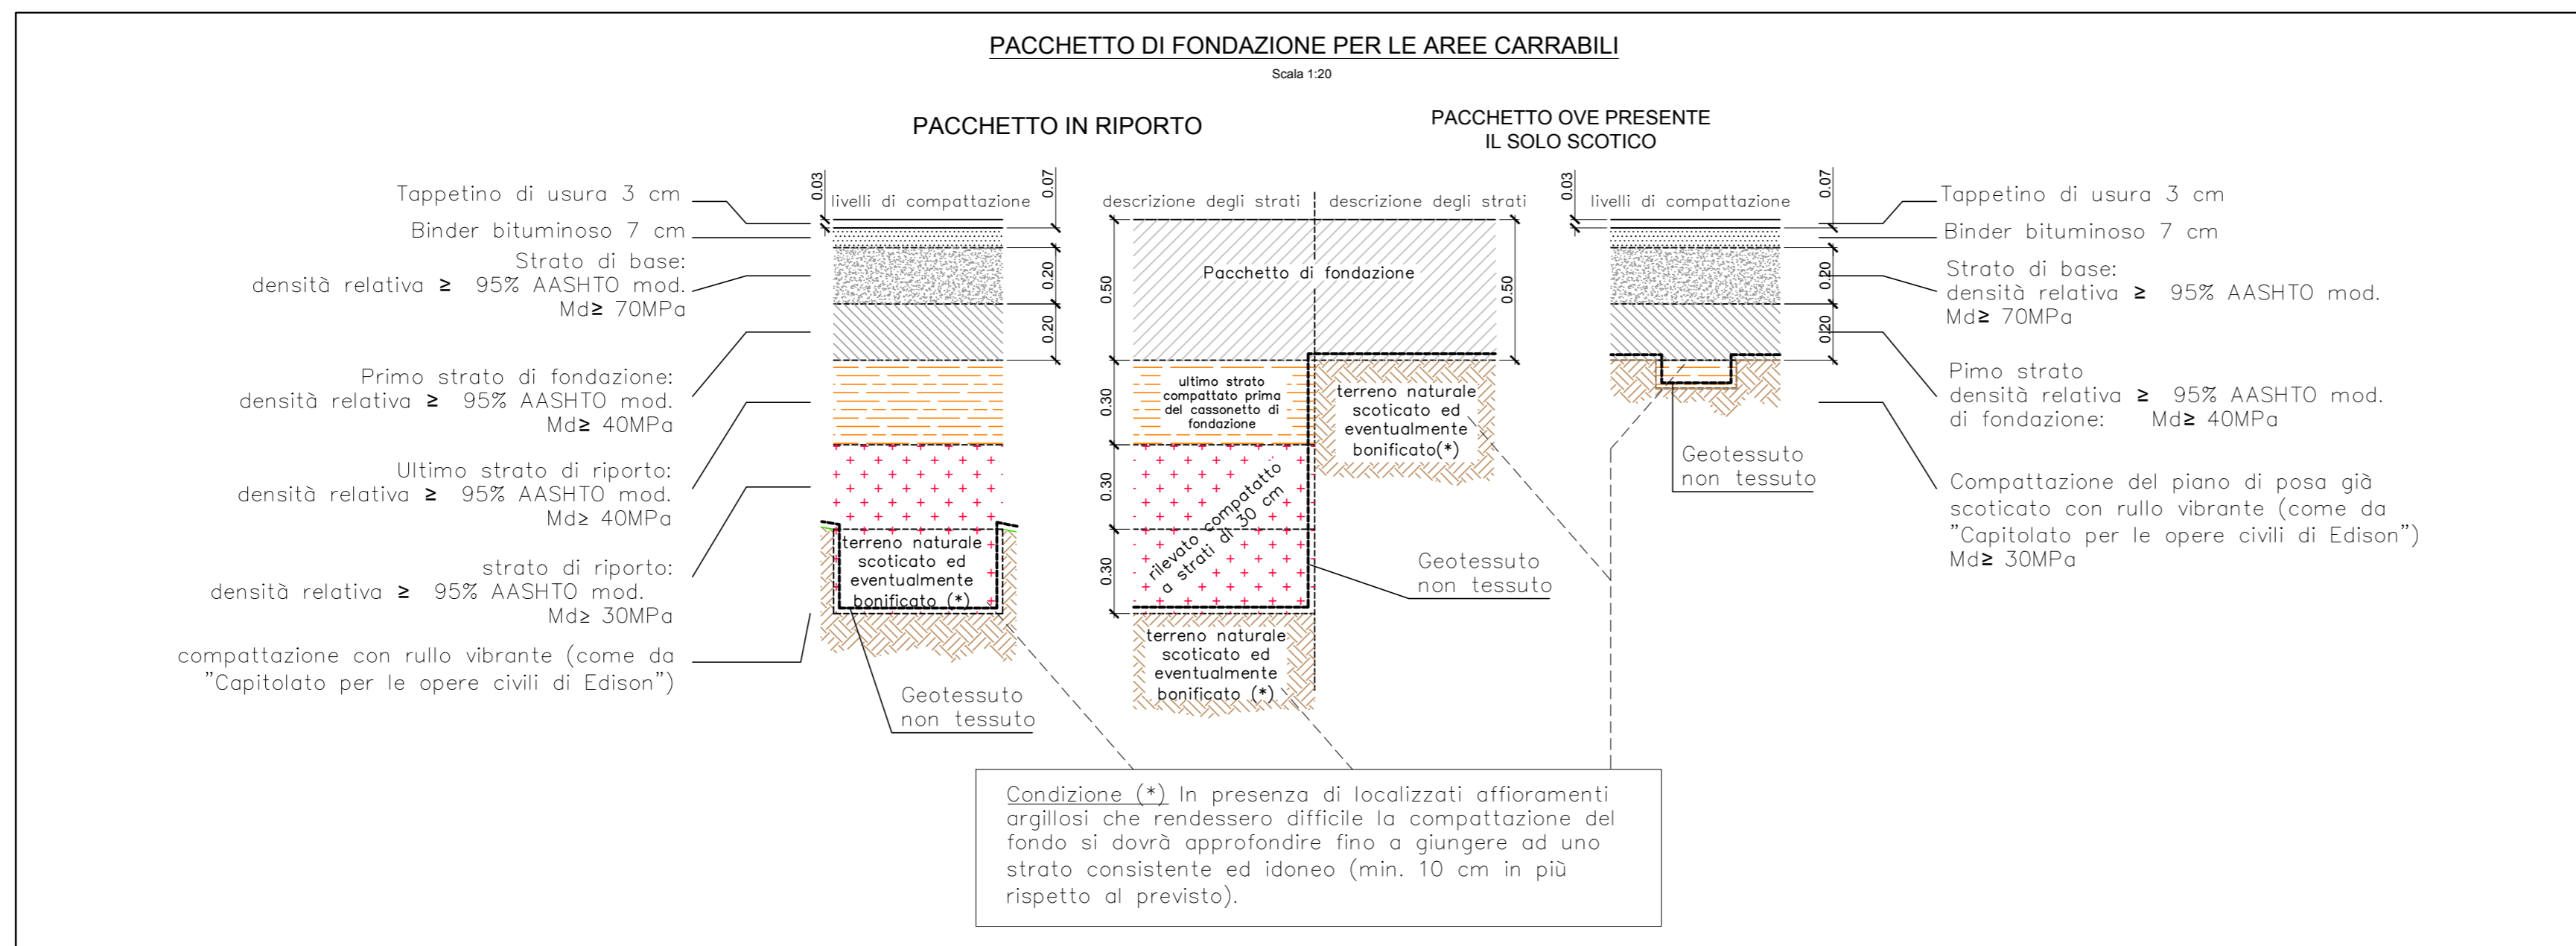 PACCHETTO DI FONDAZIONE PER LE AREE CARRABILI
Scala 1:20
PACCHETTO IN RIPORTO
PACCHETTO OVE PRESENTE
IL SOLO SCOTICO
Tappetino di usura 3 cm
Binder bituminoso 7 cm
Strato di base:
densità relativa ≥ 95% AASHTO mod.
Md≥ 70MPa
Primo strato di fondazione:
densità relativa ≥ 95% AASHTO mod.
Md≥ 40MPa
Ultimo strato di riporto:
densità relativa ≥ 95% AASHTO mod.
Md≥ 40MPa
strato di riporto:
densità relativa ≥ 95% AASHTO mod.
Md≥ 30MPa
compattazione con rullo vibrante (come da
"Capitolato per le opere civili di Edison")
0.03
livelli di compattazione
0.07
0.20
0.20
terreno naturale
scoticato ed
eventualmente
bonificato (*)
Geotessuto
non tessuto
descrizione degli strati
descrizione degli strati
0.50
0.30
0.30
0.30
Pacchetto di fondazione
0.50
ultimo strato
compattato prima
del cassonetto di
fondazione
terreno naturale
scoticato ed
eventualmente
bonificato(*)
rilevato compatatto
a strati di 30 cm
terreno naturale
scoticato ed
eventualmente
bonificato (*)
Geotessuto
non tessuto
0.03
livelli di compattazione
0.07
0.20
0.20
Geotessuto
non tessuto
Tappetino di usura 3 cm
Binder bituminoso 7 cm
Strato di base:
densità relativa ≥ 95% AASHTO mod.
Md≥ 70MPa
Pimo strato
densità relativa ≥ 95% AASHTO mod.
di fondazione: Md≥ 40MPa
Compattazione del piano di posa già
scoticato con rullo vibrante (come da
"Capitolato per le opere civili di Edison")
Md≥ 30MPa
Condizione (*) In presenza di localizzati affioramenti
argillosi che rendessero difficile la compattazione del
fondo si dovrà approfondire fino a giungere ad uno
strato consistente ed idoneo (min. 10 cm in più
rispetto al previsto).